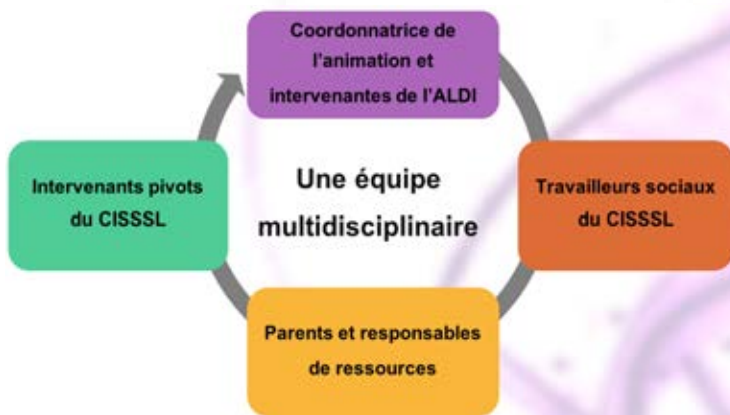 Coordonnatrice de
l'animation et
intervenantes de l'ALDI
Intervenants pivots
du CISSSL
Une équipe
multidisciplinaire
Travailleurs sociaux
du CISSSL
Parents et responsables
de ressources